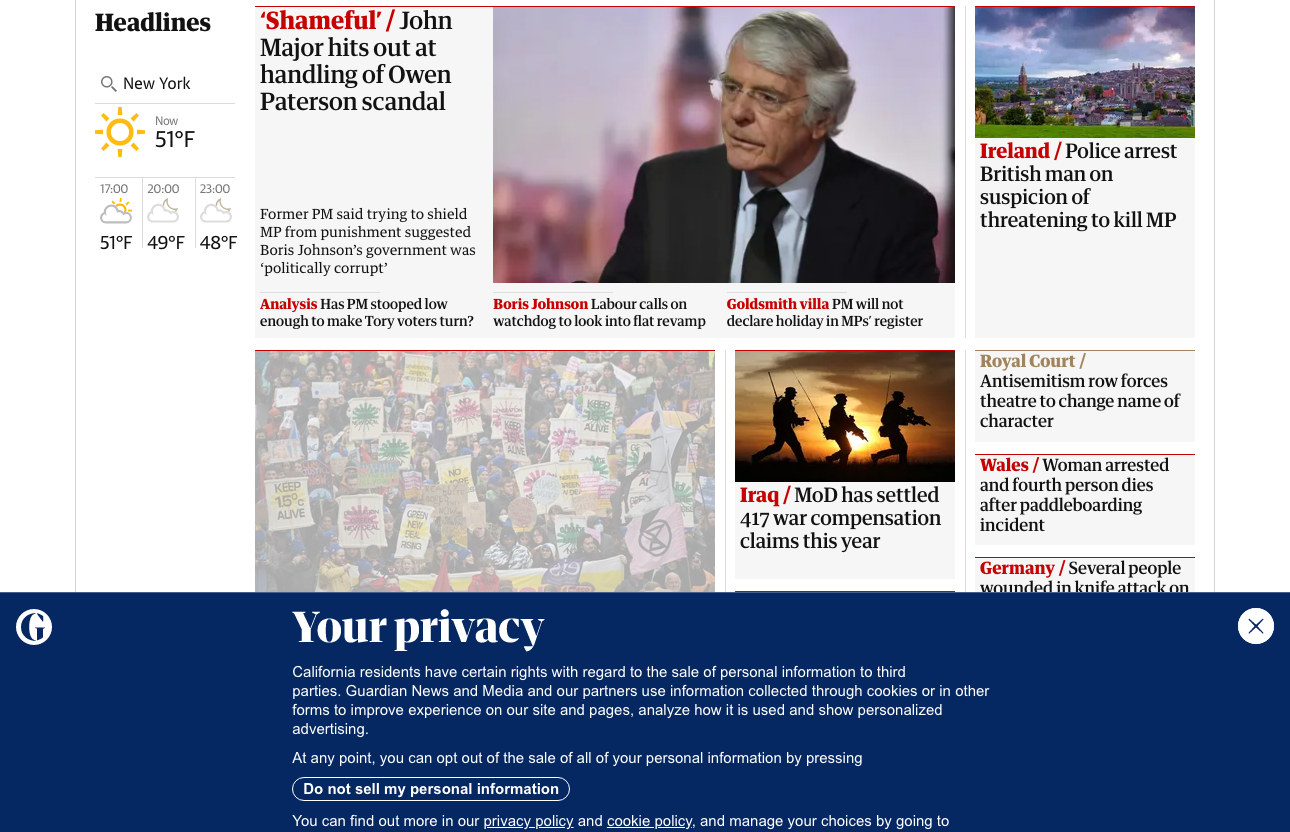 Headlines
New York
Now
51°F
17:00
51°F
20:00
49°F
23:00
48°F
‘Shameful’ / John
Major hits out at
handling of Owen
Paterson scandal
Former PM said trying to shield
MP from punishment suggested
Boris Johnson’s government was
‘politically corrupt’
Analysis Has PM stooped low
enough to make Tory voters turn?
Boris Johnson Labour calls on
watchdog to look into flat revamp
Goldsmith villa PM will not
declare holiday in MPs’ register
Ireland / Police arrest
British man on
suspicion of
threatening to kill MP
KEEP
15°C
ALIVE
GREEN
NEW
DEAL
RISING
KEEP
ALIVE
Iraq / MoD has settled
417 war compensation
claims this year
Royal Court /
Antisemitism row forces
theatre to change name of
character
Wales / Woman arrested
and fourth person dies
after paddleboarding
incident
Germany / Several people
wounded in knife attack on
Your privacy
California residents have certain rights with regard to the sale of personal information to third
parties. Guardian News and Media and our partners use information collected through cookies or in other
forms to improve experience on our site and pages, analyze how it is used and show personalized
advertising.
At any point, you can opt out of the sale of all of your personal information by pressing
Do not sell my personal information
You can find out more in our privacy policy and cookie policy, and manage your choices by going to